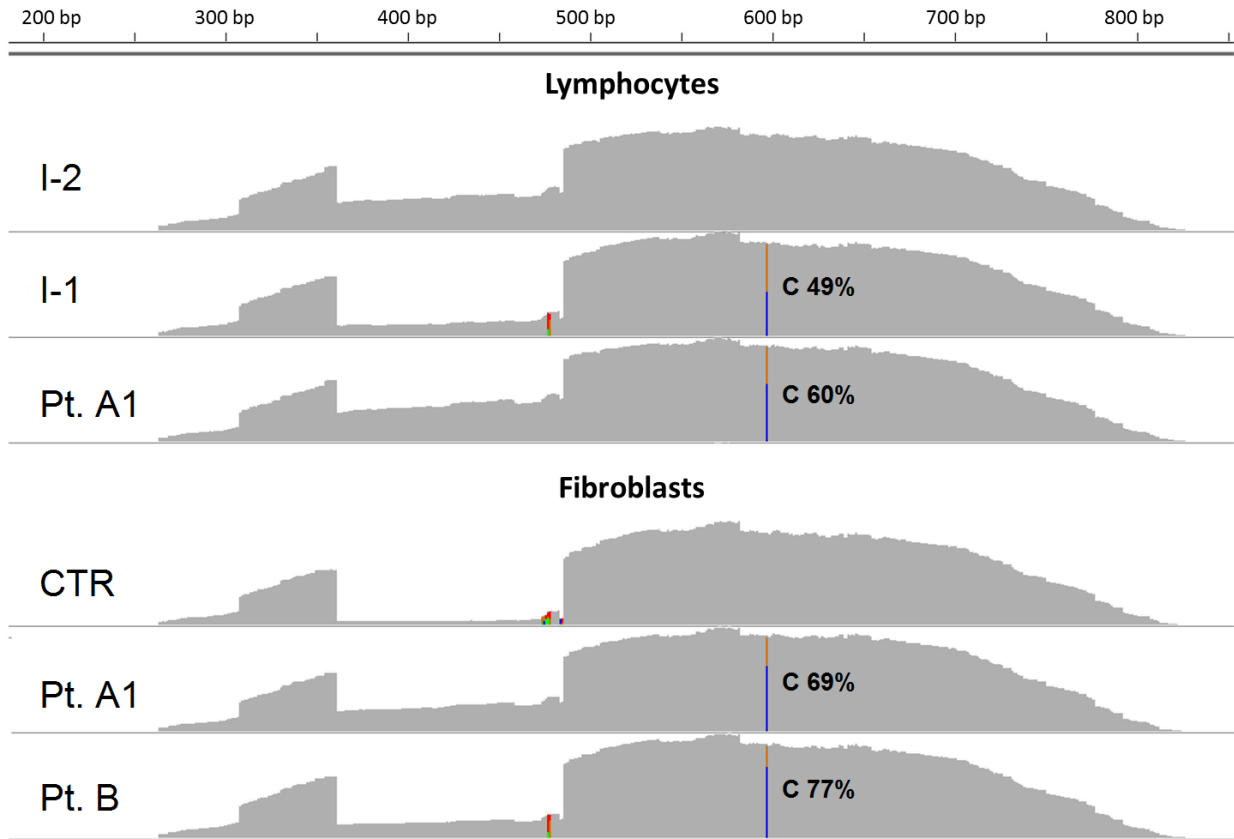 200 bp 300 bp 400 bp 500 bp 600 bp 700 bp 800 bp
Lymphocytes
I-2
I-1
C 49%
Pt. A1
C 60%
Fibroblasts
CTR
Pt. A1
C 69%
Pt. B
C 77%